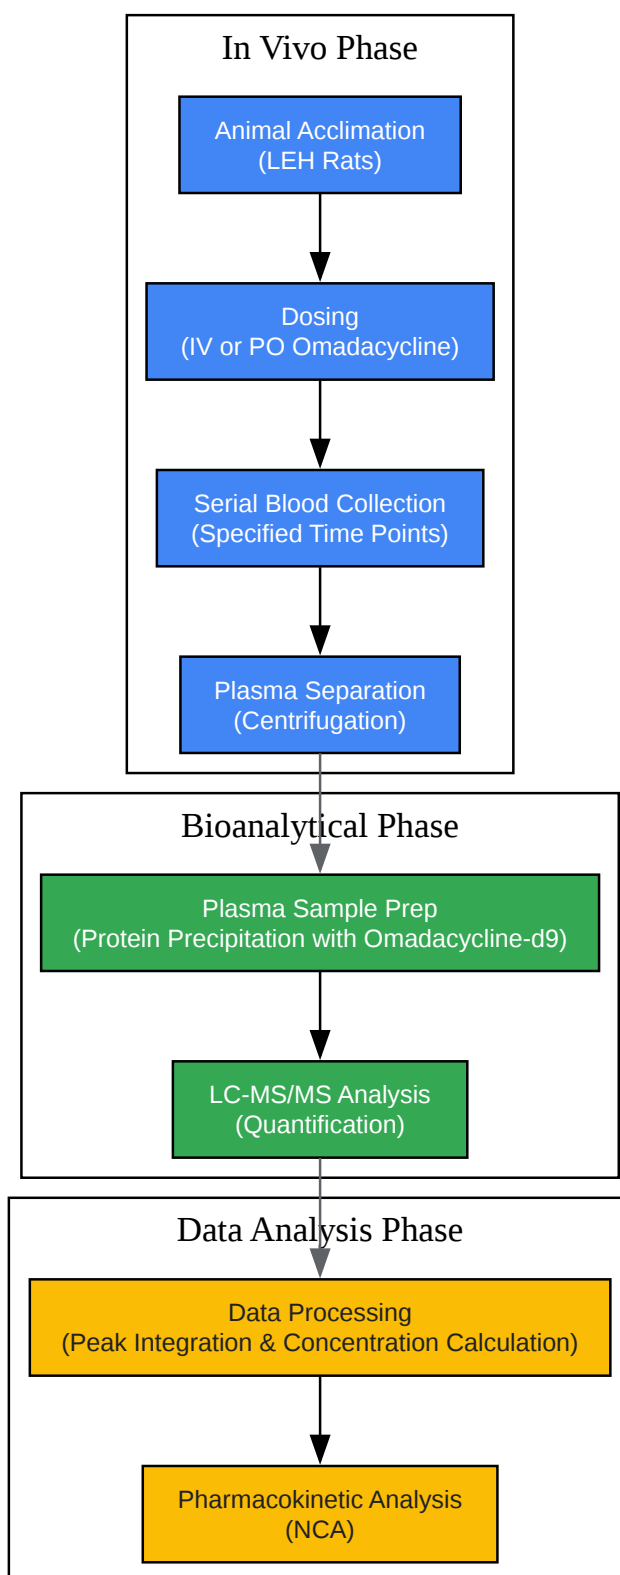 In Vivo Phase
Animal Acclimation
(LEH Rats)
Dosing
(IV or PO Omadacycline)
Serial Blood Collection
(Specified Time Points)
Plasma Separation
(Centrifugation)
Bioanalytical Phase
Plasma Sample Prep
(Protein Precipitation with Omadacycline-d9)
LC-MS/MS Analysis
(Quantification)
Data Analysis Phase
Data Processing
(Peak Integration & Concentration Calculation)
Pharmacokinetic Analysis
(NCA)